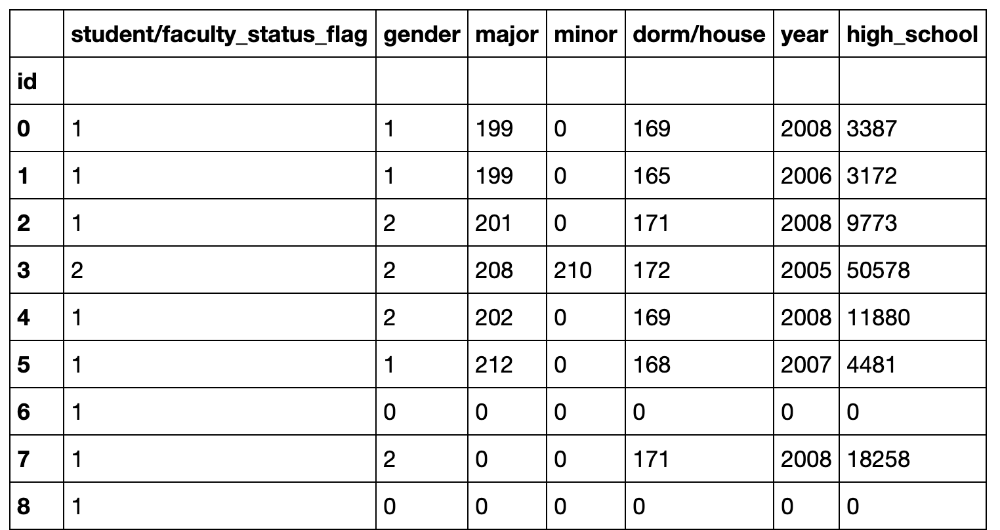 student/faculty_status_flag gender major minor dorm/house year high_school
id
0 1 1 199 0 169 2008 3387
1 1 1 199 0 165 2006 3172
2 1 2 201 0 171 2008 9773
3 2 2 208 210 172 2005 50578
4 1 2 202 0 169 2008 11880
5 1 1 212 0 168 2007 4481
6 1 0 0 0 0 0 0
7 1 2 0 0 171 2008 18258
8 1 0 0 0 0 0 0